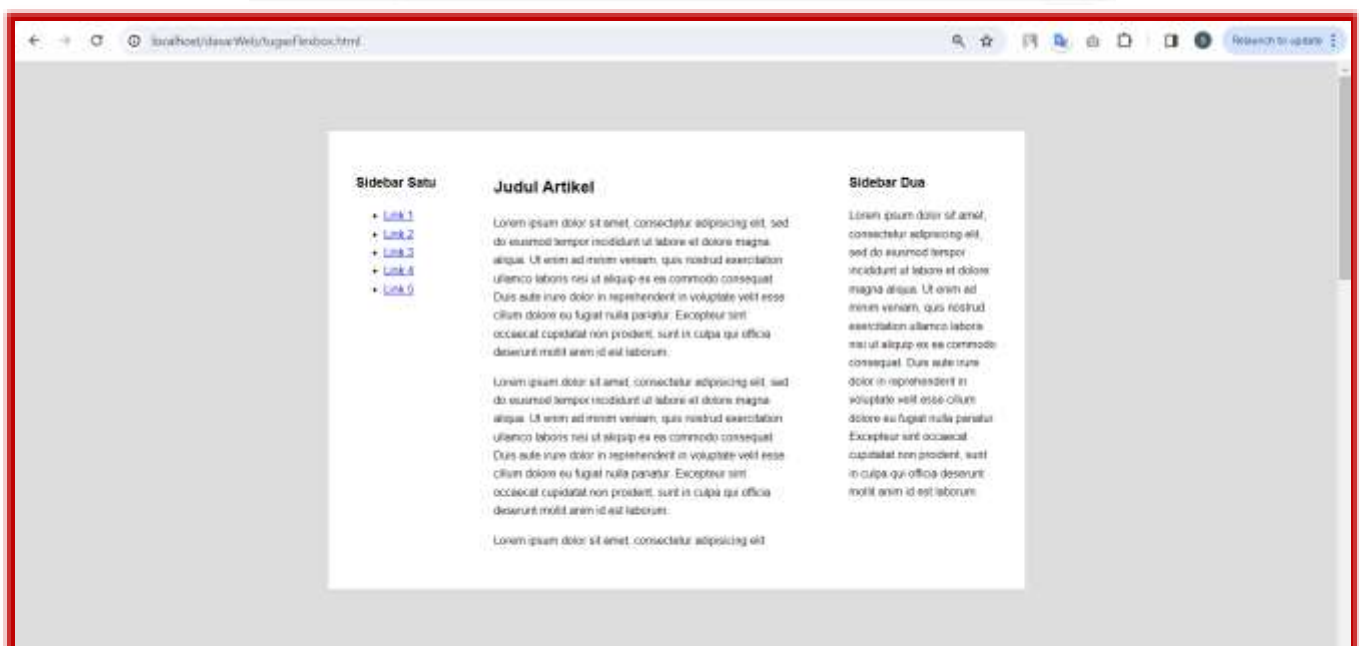 localhost/dasarWeb/tugasFlexbox.html
Relaunch to update
Sidebar Satu
Link 1
Link 2
Link 3
Link 4
Link 5
Judul Artikel
Lorem ipsum dolor sit amet, consectetur adipisicing elit, sed
do eiusmod tempor incididunt ut labore et dolore magna
aliqua. Ut enim ad minim veniam, quis nostrud exercitation
ullamco laboris nisi ut aliquip ex ea commodo consequat.
Duis aute irure dolor in reprehenderit in voluptate velit esse
cillum dolore eu fugiat nulla pariatur. Excepteur sint
occaecat cupidatat non proident, sunt in culpa qui officia
deserunt mollit anim id est laborum.
Lorem ipsum dolor sit amet, consectetur adipisicing elit, sed
do eiusmod tempor incididunt ut labore et dolore magna
aliqua. Ut enim ad minim veniam, quis nostrud exercitation
ullamco laboris nisi ut aliquip ex ea commodo consequat.
Duis aute irure dolor in reprehenderit in voluptate velit esse
cillum dolore eu fugiat nulla pariatur. Excepteur sint
occaecat cupidatat non proident, sunt in culpa qui officia
deserunt mollit anim id est laborum.
Lorem ipsum dolor sit amet, consectetur adipisicing elit
Sidebar Dua
Lorem ipsum dolor sit amet,
consectetur adipisicing elit,
sed do eiusmod tempor
incididunt ut labore et dolore
magna aliqua. Ut enim ad
minim veniam, quis nostrud
exercitation ullamco laboris
nisi ut aliquip ex ea commodo
consequat. Duis aute irure
dolor in reprehenderit in
voluptate velit esse cillum
dolore eu fugiat nulla pariatur.
Excepteur sint occaecat
cupidatat non proident, sunt
in culpa qui officia deserunt
mollit anim id est laborum.